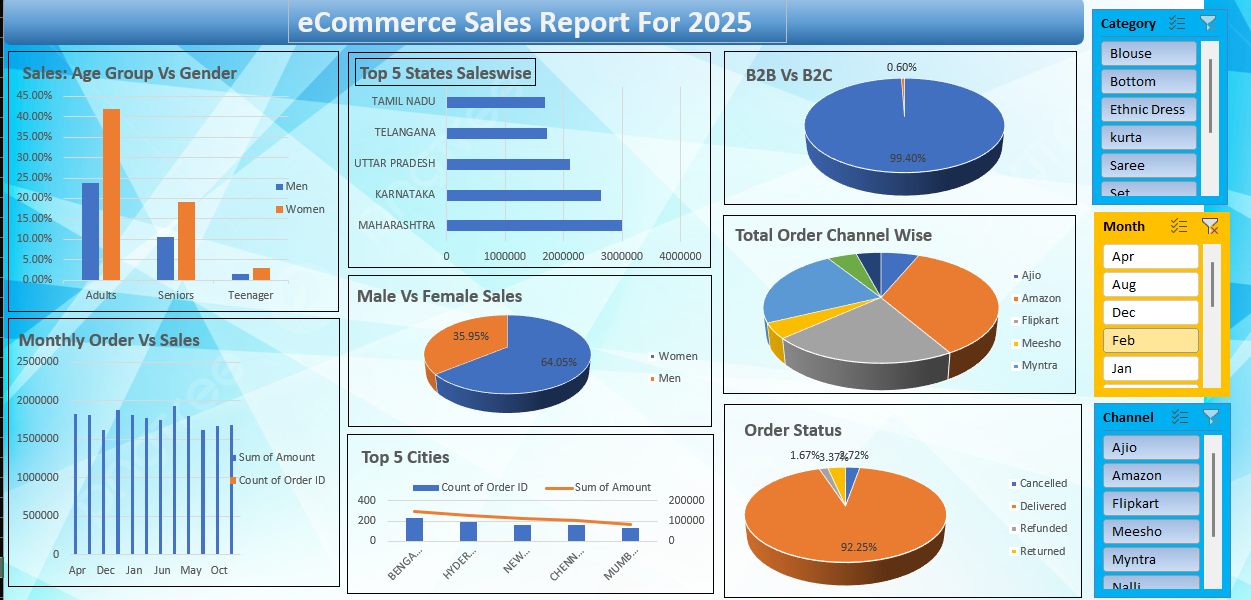 eCommerce Sales Report For 2025
Sales: Age Group Vs Gender
45.00%
40.00%
35.00%
30.00%
25.00%
20.00%
15.00%
10.00%
5.00%
0.00%
Adults Seniors Teenager
Men
Women
Monthly Order Vs Sales
2500000
2000000
1500000
1000000
500000
0
Apr Dec Jan Jun May Oct
Sum of Amount
Count of Order ID
Top 5 States Saleswise
TAMIL NADU
TELANGANA
UTTAR PRADESH
KARNATAKA
MAHARASHTRA
0 1000000 2000000 3000000 4000000
Male Vs Female Sales
35.95%
64.05%
Women
Men
Top 5 Cities
Count of Order ID Sum of Amount
400 200000
200 100000
0 0
BENGA... HYDER... NEW... CHENN... MUMB...
B2B Vs B2C
0.60%
99.40%
Total Order Channel Wise
Ajio
Amazon
Flipkart
Meesho
Myntra
Order Status
1.67% 3.37% 2.72%
92.25%
Cancelled
Delivered
Refunded
Returned
Category
Blouse
Bottom
Ethnic Dress
kurta
Saree
Set
Month
Apr
Aug
Dec
Feb
Jan
Channel
Ajio
Amazon
Flipkart
Meesho
Myntra
Nalli